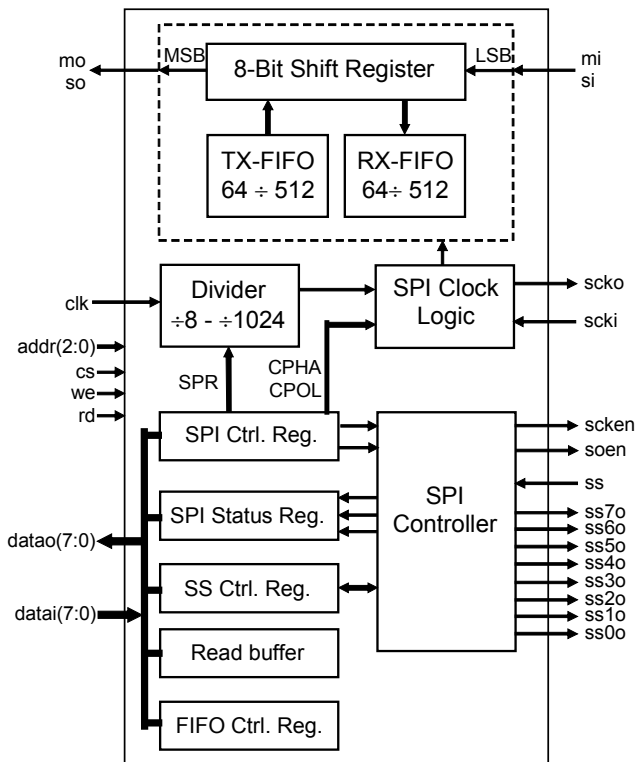 mo
so
MSB
8-Bit Shift Register
LSB
mi
si
TX-FIFO
64 ÷ 512
RX-FIFO
64÷ 512
clk
Divider
÷8 - ÷1024
SPI Clock
Logic
scko
scki
addr(2:0)
cs
we
rd
SPR
CPHA
CPOL
SPI Ctrl. Reg.
SPI Status Reg.
SS Ctrl. Reg.
Read buffer
FIFO Ctrl. Reg.
datao(7:0)
datai(7:0)
SPI
Controller
scken
soen
ss
ss7o
ss6o
ss5o
ss4o
ss3o
ss2o
ss1o
ss0o